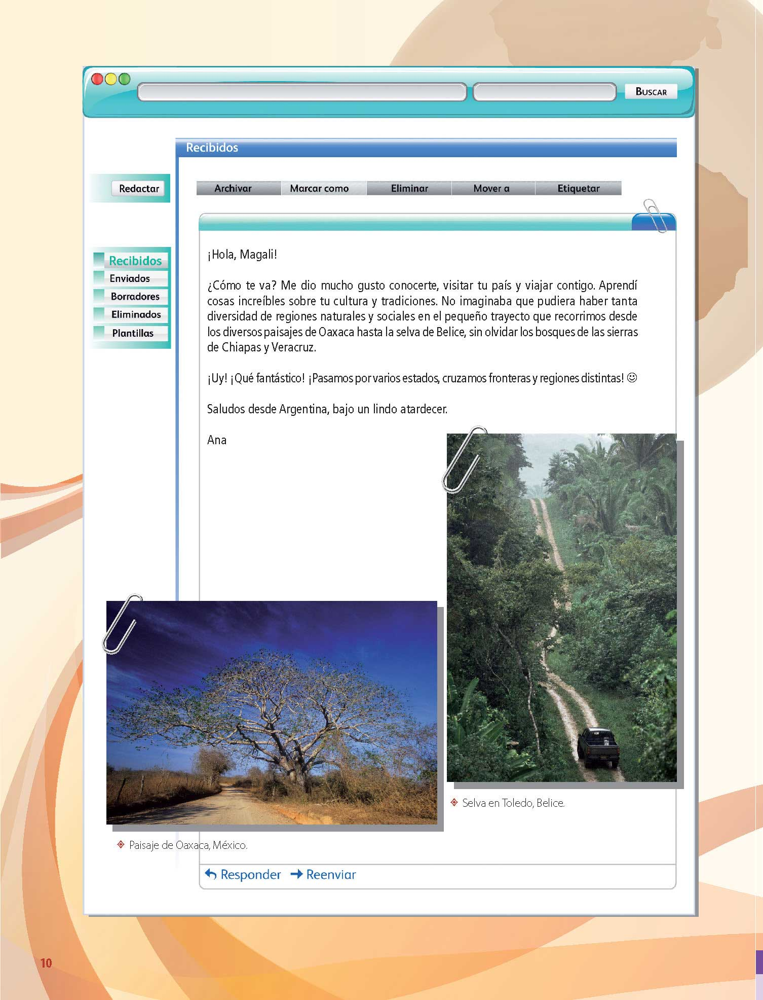 BUSCAR
Recibidos
Redactar
Archivar
Marcar como
Eliminar
Mover a
Etiquetar
Recibidos
Enviados
Borradores
Eliminados
Plantillas
¡Hola, Magali!
¿Cómo te va? Me dio mucho gusto conocerte, visitar tu país y viajar contigo. Aprendí
cosas increíbles sobre tu cultura y tradiciones. No imaginaba que pudiera haber tanta
diversidad de regiones naturales y sociales en el pequeño trayecto que recorrimos desde
los diversos paisajes de Oaxaca hasta la selva de Belice, sin olvidar los bosques de las sierras
de Chiapas y Veracruz.
¡Uy! ¡Qué fantástico! ¡Pasamos por varios estados, cruzamos fronteras y regiones distintas! ☺
Saludos desde Argentina, bajo un lindo atardecer.
Ana
Selva en Toledo, Belice.
Paisaje de Oaxaca, México.
Responder
Reenviar
10